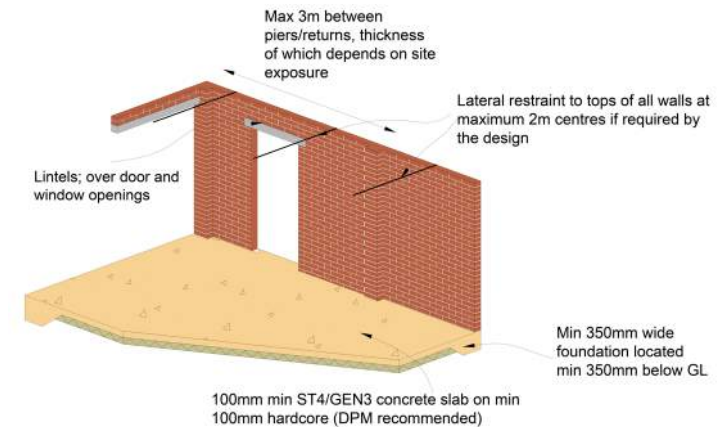 Max 3m between
piers/returns, thickness
of which depends on site
exposure
Lateral restraint to tops of all walls at
maximum 2m centres if required by
the design
Lintels; over door and
window openings
Min 350mm wide
foundation located
min 350mm below GL
100mm min ST4/GEN3 concrete slab on min
100mm hardcore (DPM recommended)